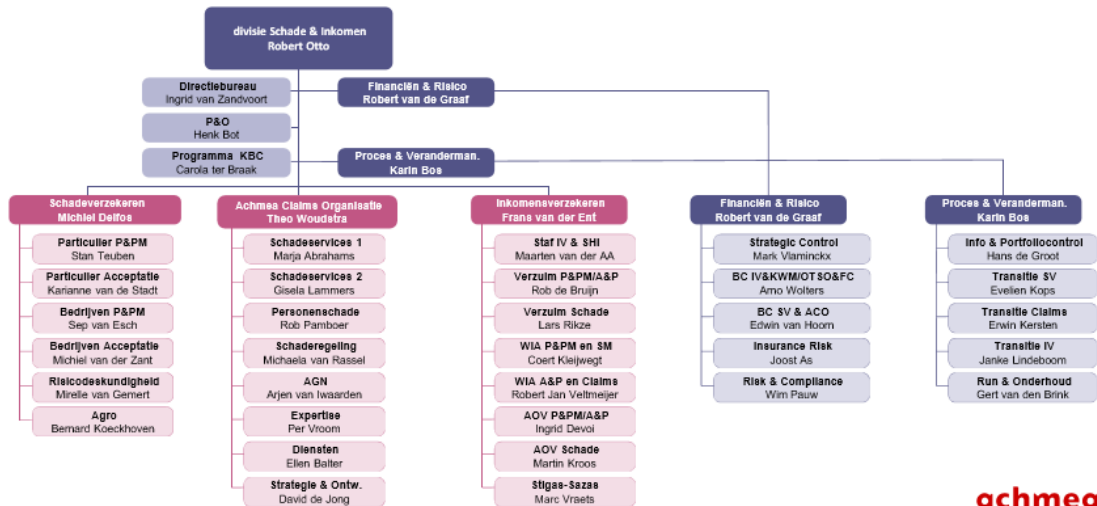 divisie Schade & Inkomen
Robert Otto
Directiebureau
Ingrid van Zandvoort
Financiën & Risico
Robert van de Graaf
P&O
Henk Bot
Programma KBC
Carola ter Braak
Proces & Veranderman.
Karin Bos
Schadeverzekeren
Michiel Delfos
Particulier P&PM
Stan Teuben
Particulier Acceptatie
Karianne van de Stadt
Bedrijven P&PM
Sep van Esch
Bedrijven Acceptatie
Michiel van der Zant
Risicodeskundigheid
Mirelle van Gemert
Agro
Bernard Koeckhoven
Achmea Claims Organisatie
Theo Woudstra
Schadeservices 1
Marja Abrahams
Schadeservices 2
Gisela Lammers
Personenschade
Rob Pamboer
Schaderegeling
Michaela van Rassel
AGN
Arjen van Iwaarden
Expertise
Per Vroom
Diensten
Ellen Balter
Strategie & Ontw.
David de Jong
Inkomensverzekeren
Frans van der Ent
Staf IV & SHI
Maarten van der AA
Verzuim P&PM/A&P
Rob de Bruijn
Verzuim Schade
Lars Rikze
WIA P&PM en SM
Coert Kleijwegt
WIA A&P en Claims
Robert Jan Veltmeijer
AOV P&PM/A&P
Ingrid Devoi
AOV Schade
Martin Kroos
Stigas-Sazas
Marc Vraets
Financiën & Risico
Robert van de Graaf
Strategic Control
Mark Vlaminckx
BC IV&KWM/OTSO&FC
Arno Wolters
BC SV & ACO
Edwin van Hoorn
Insurance Risk
Joost As
Risk & Compliance
Wim Pauw
Proces & Veranderman.
Karin Bos
Info & Portfoliocontrol
Hans de Groot
Transitie SV
Evelien Kops
Transitie Claims
Erwin Kersten
Transitie IV
Janke Lindeboom
Run & Onderhoud
Gert van den Brink
achmea